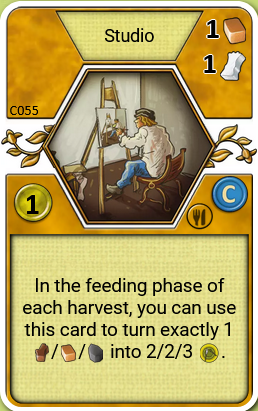 Studio
1
1
C055
1
C
In the feeding phase of
each harvest, you can use
this card to turn exactly 1
/ / into 2/2/3 .